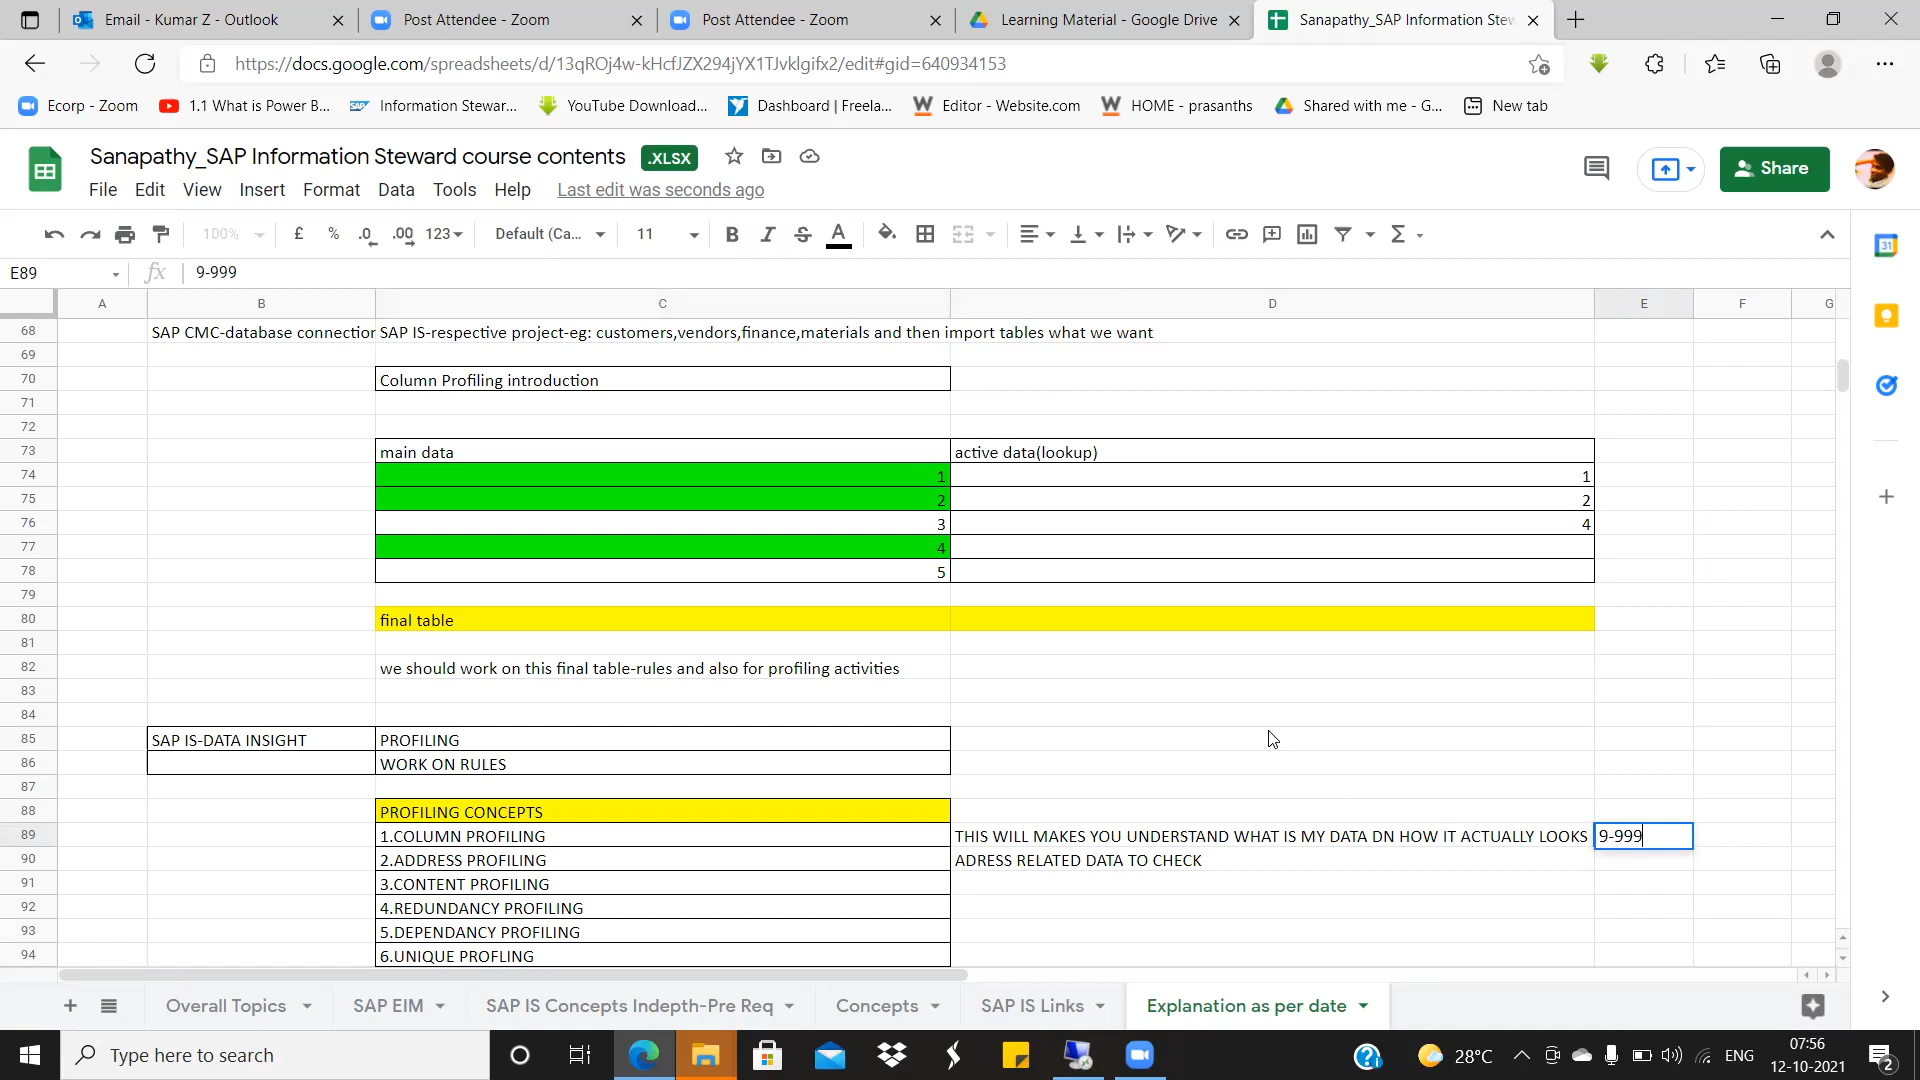 Email - Kumar Z - Outlook
Post Attendee - Zoom
Post Attendee - Zoom
Learning Material - Google Drive
Sanapathy_SAP Information Stew
https://docs.google.com/spreadsheets/d/13qROj4w-kHcfJZX294jYX1TJvklgifx2/edit#gid=640934153
Ecorp - Zoom
1.1 What is Power B...
Information Stewar...
YouTube Download...
Dashboard | Freela...
Editor - Website.com
HOME - prasanths
Shared with me - G...
New tab
Sanapathy_SAP Information Steward course contents
.XLSX
File Edit View Insert Format Data Tools Help
Last edit was seconds ago
Share
100% £ % .0 .00 123 Default (Ca... 11
E89 fx 9-999
A B C D E F G
68 SAP CMC-database connection SAP IS-respective project-eg: customers,vendors,finance,materials and then import tables what we want
69
70 Column Profiling introduction
71
72
73 main data active data(lookup)
74 1 1
75 2 2
76 3 4
77 4
78 5
79
80 final table
81
82 we should work on this final table-rules and also for profiling activities
83
84
85 SAP IS-DATA INSIGHT PROFILING
86 WORK ON RULES
87
88 PROFILING CONCEPTS
89 1.COLUMN PROFILING THIS WILL MAKES YOU UNDERSTAND WHAT IS MY DATA DN HOW IT ACTUALLY LOOKS 9-999
90 2.ADDRESS PROFILING ADRESS RELATED DATA TO CHECK
91 3.CONTENT PROFILING
92 4.REDUNDANCY PROFILING
93 5.DEPENDANCY PROFILING
94 6.UNIQUE PROFLING
Overall Topics
SAP EIM
SAP IS Concepts Indepth-Pre Req
Concepts
SAP IS Links
Explanation as per date
31
Type here to search
28°C
ENG
07:56
12-10-2021
2